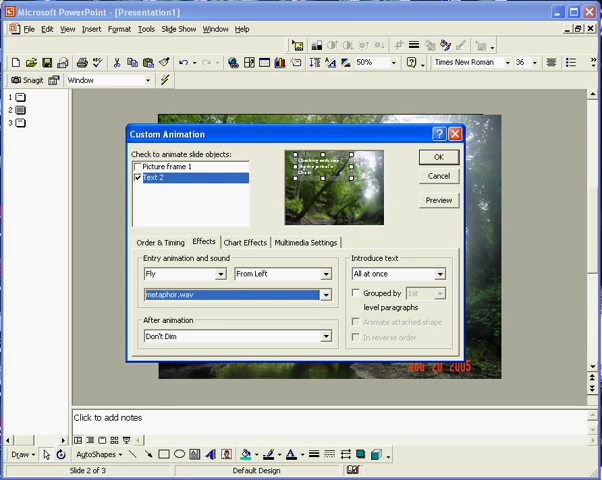 Microsoft PowerPoint - [Presentation1]
File Edit View Insert Format Tools Slide Show Window Help
50%
Times New Roman
36
Snagit
Window
1
2
3
Custom Animation
Check to animate slide objects:
Picture frame 1
Text 2
OK
Cancel
Preview
Order & Timing
Effects
Chart Effects
Multimedia Settings
Entry animation and sound
Fly
From Left
metaphor.wav
After animation
Don't Dim
Introduce text
All at once
Grouped by
1st
level paragraphs
Animate attached shape
In reverse order
AUG 20 2005
Click to add notes
Draw
AutoShapes
Slide 2 of 3
Default Design